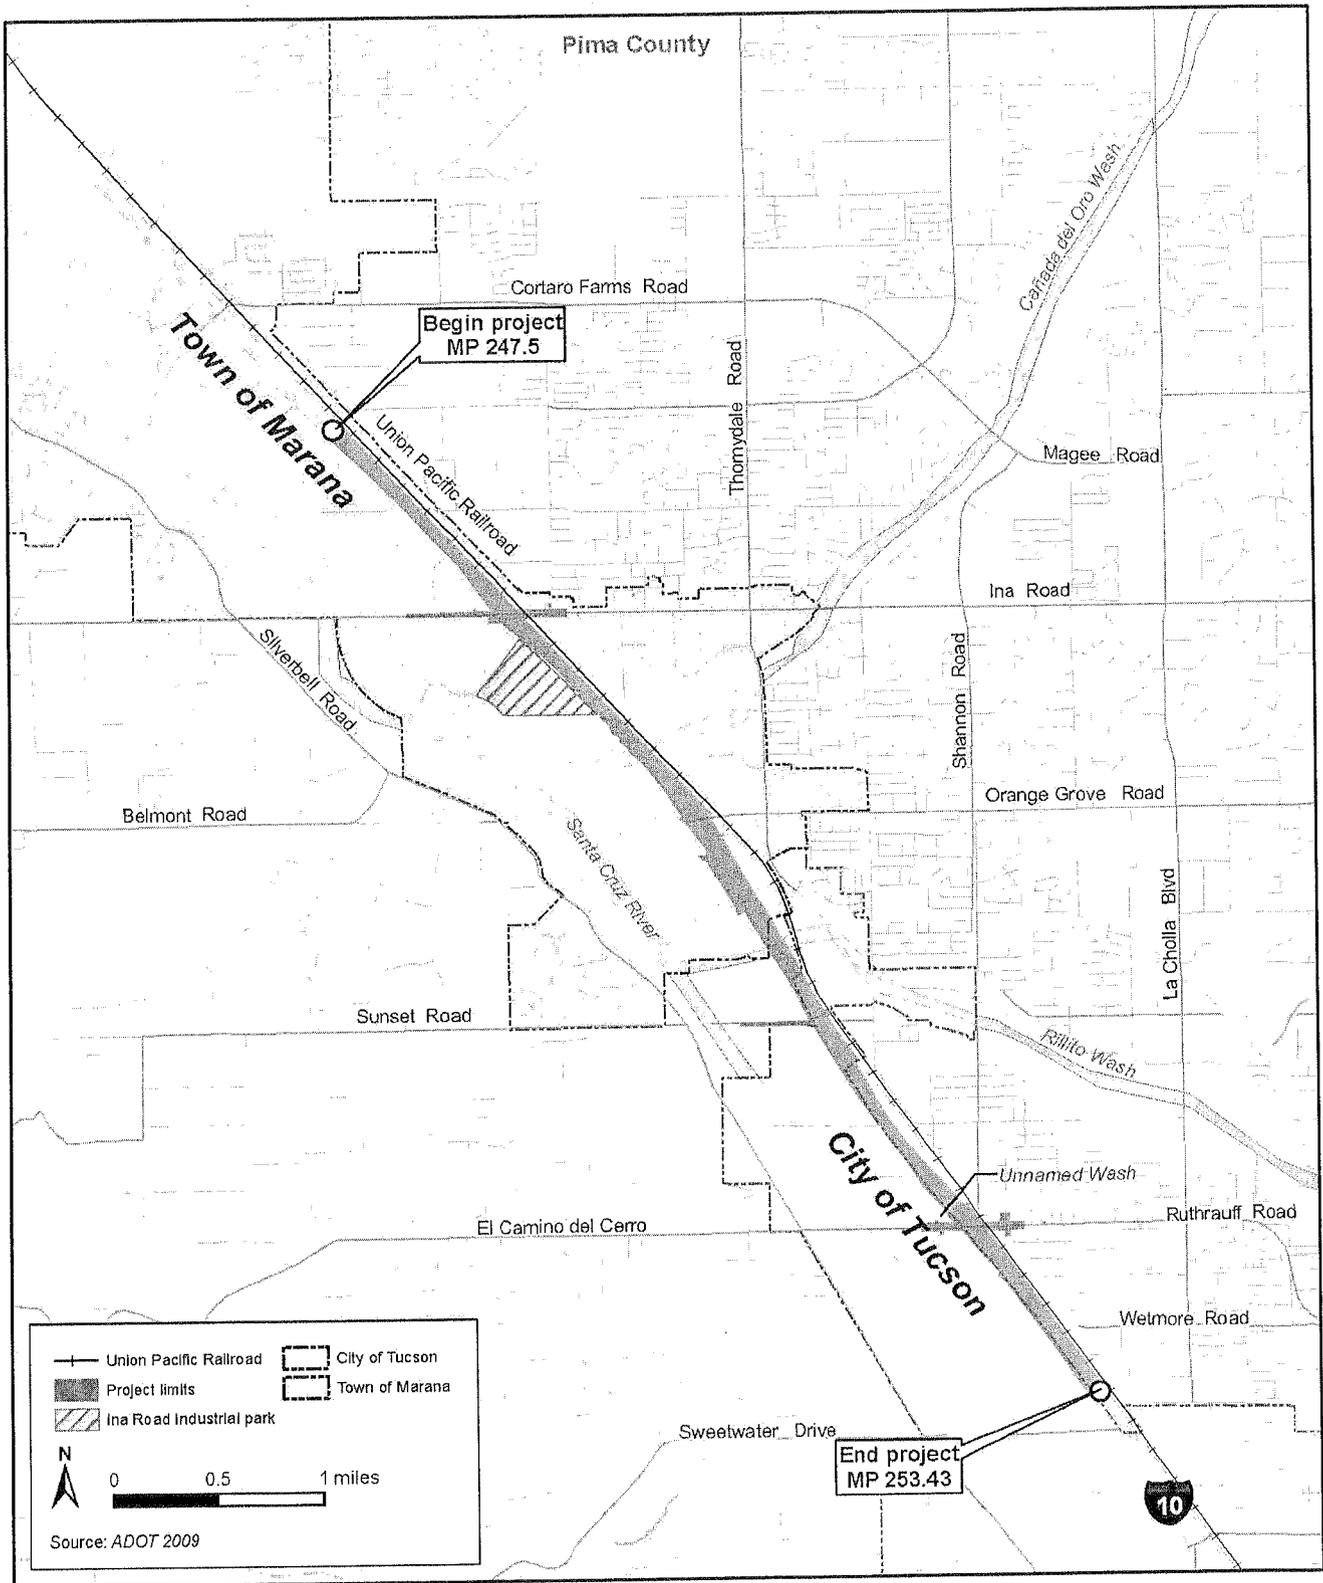 Pima County
Cañada del Oro Wash
Cortaro Farms Road
Begin project
MP 247.5
Town of Marana
Thornydale Road
Union Pacific Railroad
Magee Road
Ina Road
Silverbell Road
Shannon Road
Orange Grove Road
Belmont Road
Santa Cruz River
La Cholla Blvd
Sunset Road
Rillito Wash
City of Tucson
Unnamed Wash
Ruthrauff Road
El Camino del Cerro
Wetmore Road
Union Pacific Railroad
City of Tucson
Project limits
Town of Marana
Ina Road industrial park
N
0 0.5 1 miles
Source: ADOT 2009
Sweetwater Drive
End project
MP 253.43
10